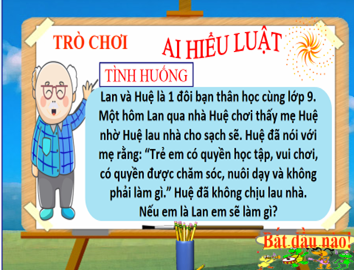 TRÒ CHƠI
AI HIỂU LUẬT
TÌNH HUỐNG
Lan và Huệ là 1 đôi bạn thân học cùng lớp 9.
Một hôm Lan qua nhà Huệ chơi thấy mẹ Huệ
nhờ Huệ lau nhà cho sạch sẽ. Huệ đã nói với
mẹ rằng: “Trẻ em có quyền học tập, vui chơi,
có quyền được chăm sóc, nuôi dạy và không
phải làm gì.” Huệ đã không chịu lau nhà.
Nếu em là Lan em sẽ làm gì?
Bắt đầu nào!